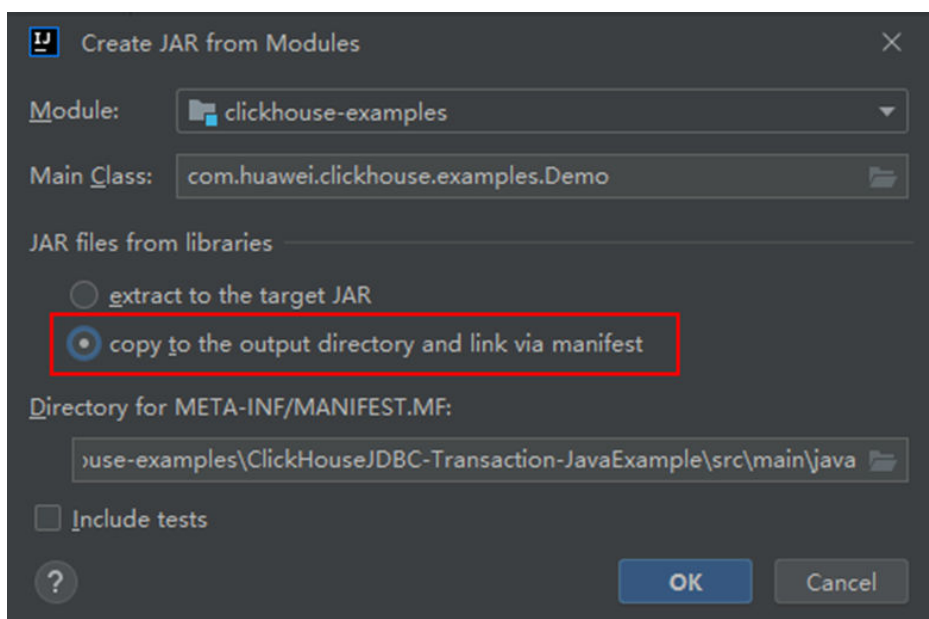 IJ
Create JAR from Modules
Module: clickhouse-examples
Main Class: com.huawei.clickhouse.examples.Demo
JAR files from libraries
extract to the target JAR
copy to the output directory and link via manifest
Directory for META-INF/MANIFEST.MF:
ouse-examples\ClickHouseJDBC-Transaction-JavaExample\src\main\java
Include tests
? OK Cancel